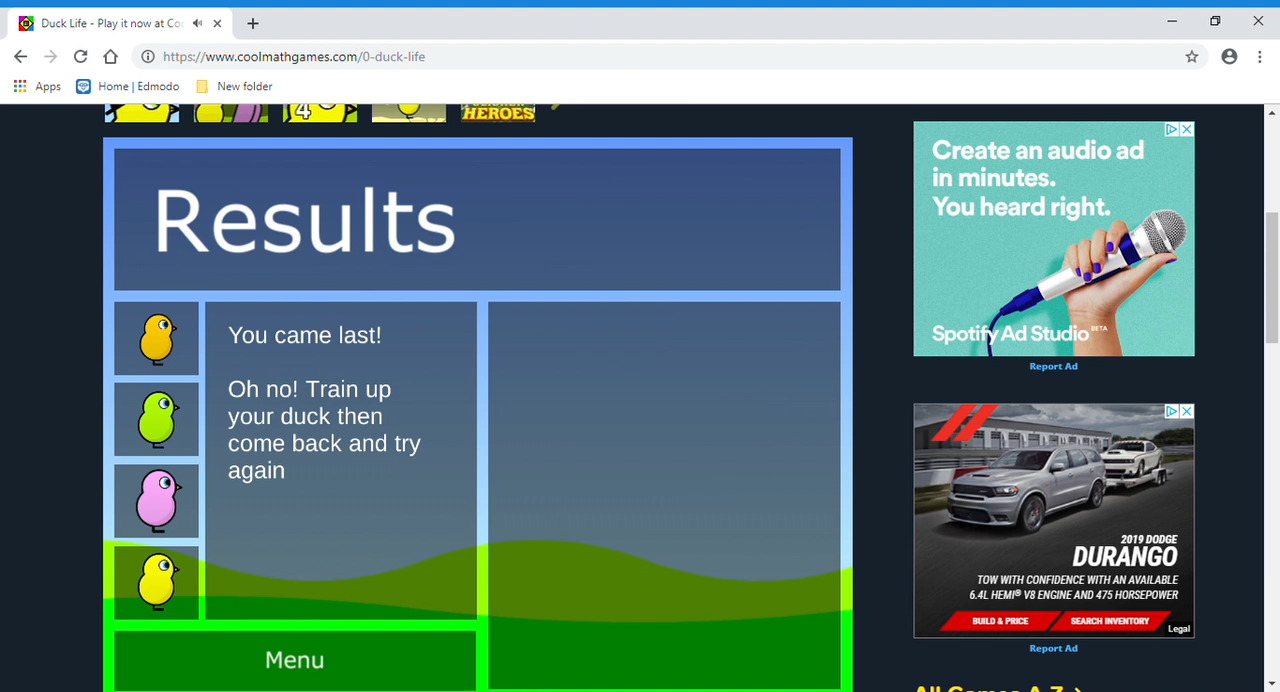 Duck Life - Play it now at Co
https://www.coolmathgames.com/0-duck-life
Apps
Home | Edmodo
New folder
4
HEROES
Results
You came last!
Oh no! Train up
your duck then
come back and try
again
Menu
Create an audio ad
in minutes.
You heard right.
Spotify Ad Studio BETA
Report Ad
2019 DODGE
DURANGO
TOW WITH CONFIDENCE WITH AN AVAILABLE
6.4L HEMI® V8 ENGINE AND 475 HORSEPOWER
BUILD & PRICE
SEARCH INVENTORY
Legal
Report Ad
All Games A-Z